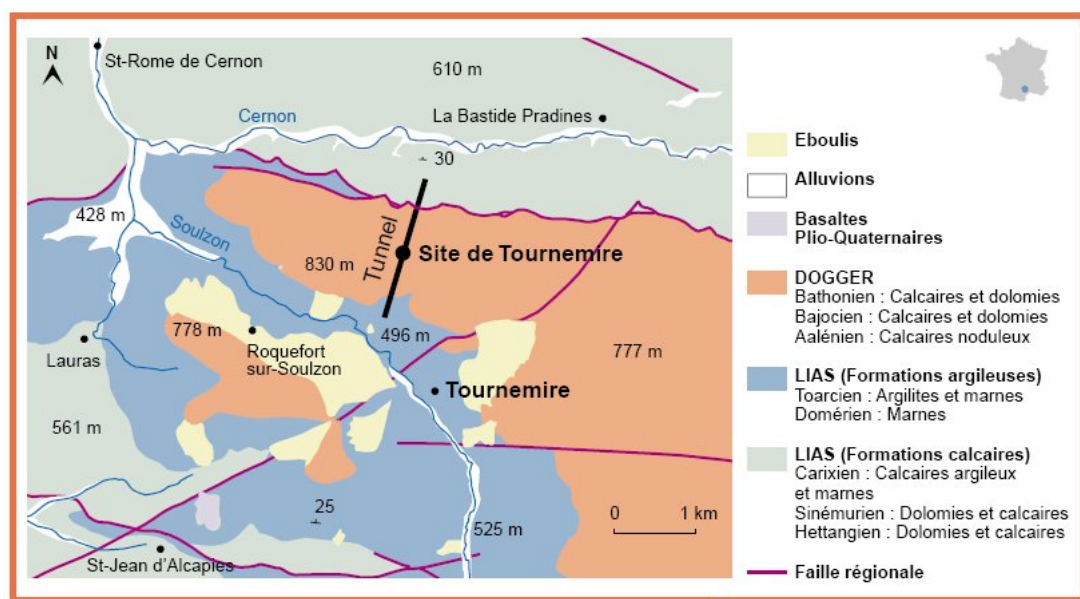 N
St-Rome de Cernon
610 m
La Bastide Pradines
Cernon
30
428 m
Soulzon
Tunnel
Site de Tournemire
830 m
778 m
496 m
777 m
Roquefort
sur-Soulzon
Lauras
Tournemire
561 m
25
0 1 km
525 m
St-Jean d'Alcapies
Eboulis
Alluvions
Basaltes
Plio-Quaternaires
DOGGER
Bathonien : Calcaires et dolomies
Bajocien : Calcaires et dolomies
Aalénien : Calcaires noduleux
LIAS (Formations argileuses)
Toarcien : Argilites et marnes
Domérien : Marnes
LIAS (Formations calcaires)
Carixien : Calcaires argileux
et marnes
Sinémurien : Dolomies et calcaires
Hettangien : Dolomies et calcaires
Faille régionale